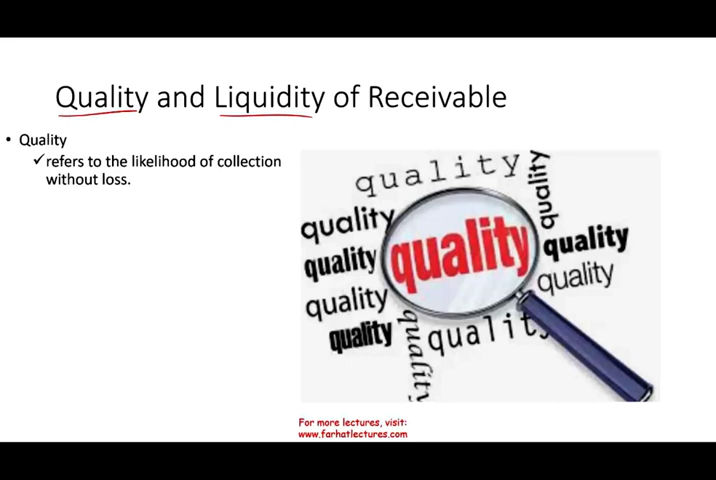 Quality and Liquidity of Receivable
• Quality
✓refers to the likelihood of collection
without loss.
quality
quality
quality
quality
quality
quality
quality
quality
quality
quality
quality
For more lectures, visit:
www.farhatlectures.com